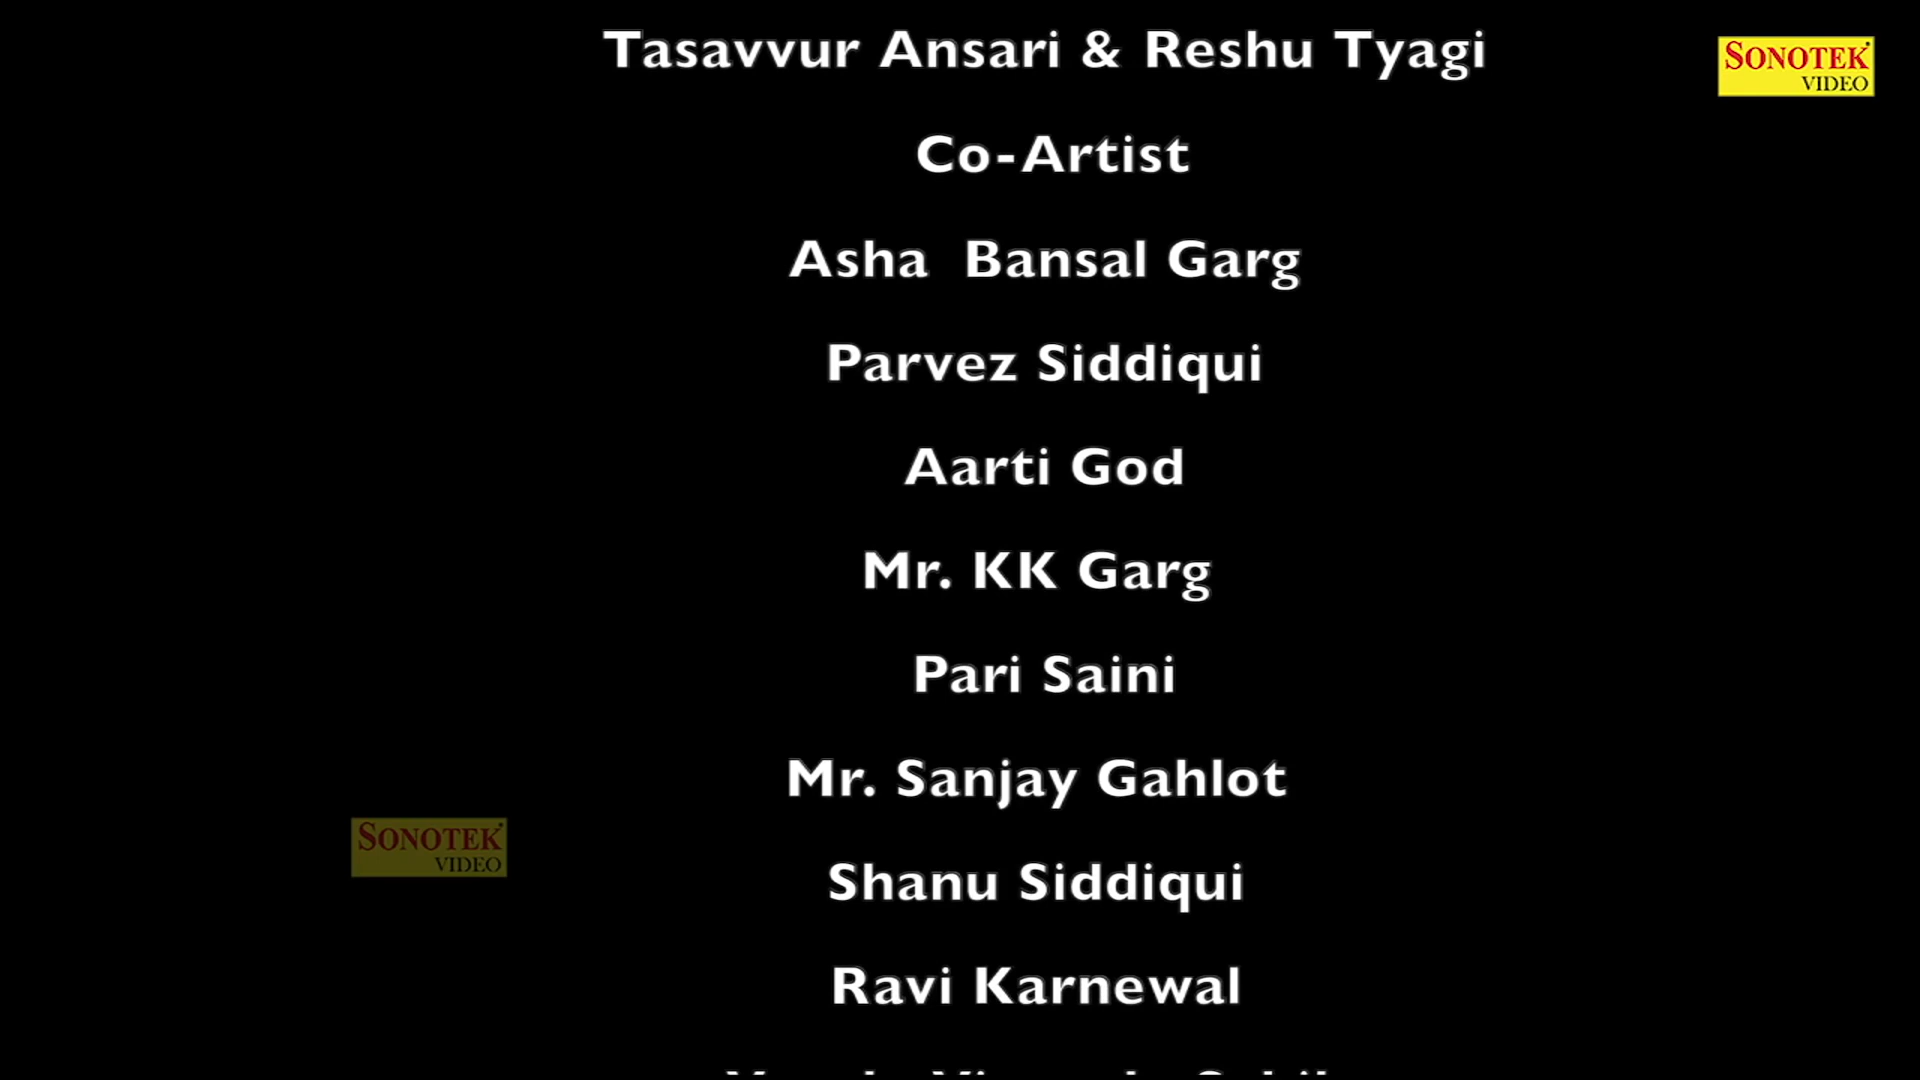 Tasavvur Ansari & Reshu Tyagi
SONOTEK
VIDEO
Co-Artist
Asha Bansal Garg
Parvez Siddiqui
Aarti God
Mr. KK Garg
Pari Saini
Mr. Sanjay Gahlot
SONOTEK
VIDEO
Shanu Siddiqui
Ravi Karnewal